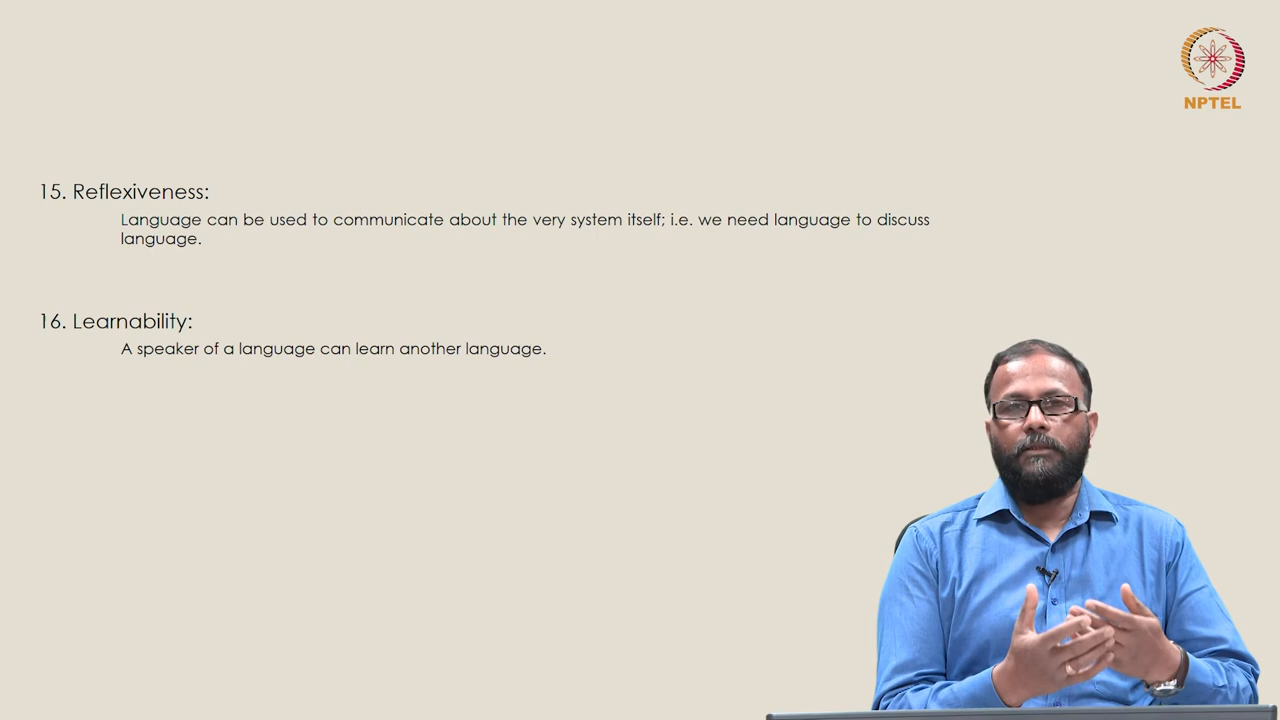 NPTEL
15. Reflexiveness:
Language can be used to communicate about the very system itself; i.e. we need language to discuss
language.
16. Learnability:
A speaker of a language can learn another language.